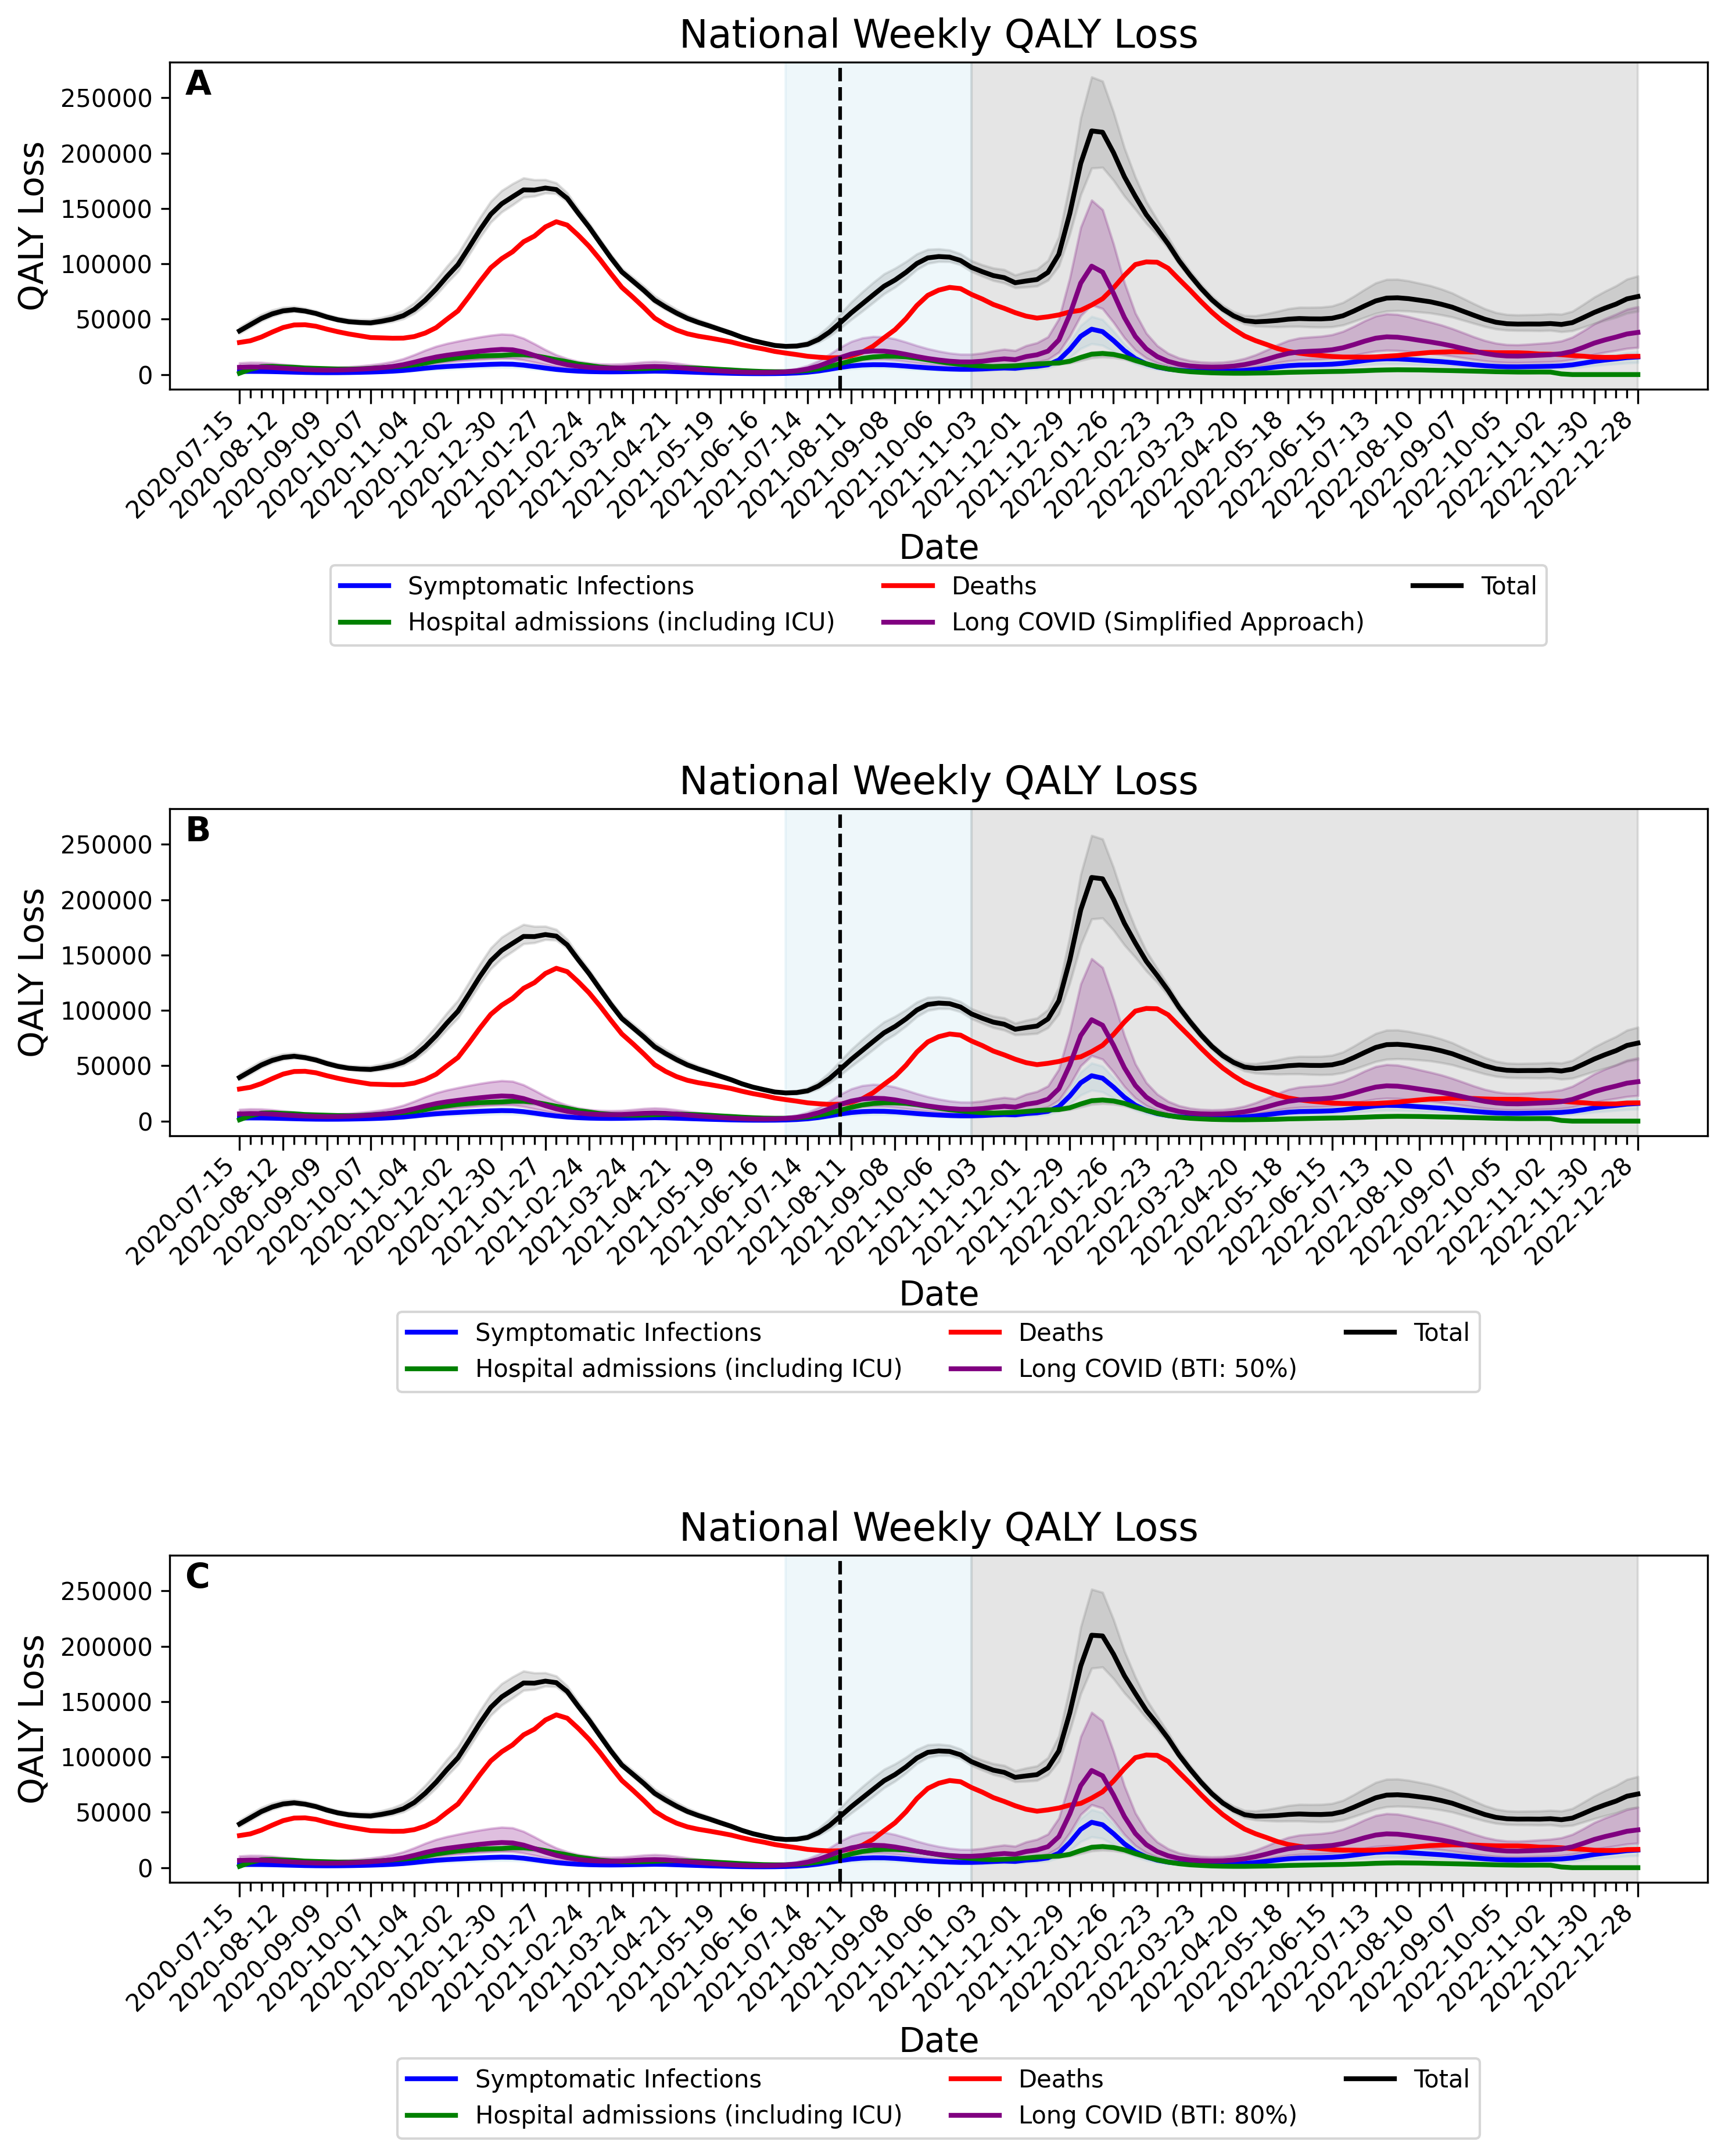 National Weekly QALY Loss
A
250000
200000
150000
100000
50000
0
QALY Loss
2020-07-15 2020-08-12 2020-09-09 2020-10-07 2020-11-04 2020-12-02 2020-12-30 2021-01-27 2021-02-24 2021-03-24 2021-04-21 2021-05-19 2021-06-16 2021-07-14 2021-08-11 2021-09-08 2021-10-06 2021-11-03 2021-12-01 2021-12-29 2022-01-26 2022-02-23 2022-03-23 2022-04-20 2022-05-18 2022-06-15 2022-07-13 2022-08-10 2022-09-07 2022-10-05 2022-11-02 2022-11-30 2022-12-28
Date
Symptomatic Infections Deaths Total
Hospital admissions (including ICU) Long COVID (Simplified Approach)
National Weekly QALY Loss
B
250000
200000
150000
100000
50000
0
QALY Loss
2020-07-15 2020-08-12 2020-09-09 2020-10-07 2020-11-04 2020-12-02 2020-12-30 2021-01-27 2021-02-24 2021-03-24 2021-04-21 2021-05-19 2021-06-16 2021-07-14 2021-08-11 2021-09-08 2021-10-06 2021-11-03 2021-12-01 2021-12-29 2022-01-26 2022-02-23 2022-03-23 2022-04-20 2022-05-18 2022-06-15 2022-07-13 2022-08-10 2022-09-07 2022-10-05 2022-11-02 2022-11-30 2022-12-28
Date
Symptomatic Infections Deaths Total
Hospital admissions (including ICU) Long COVID (BTI: 50%)
National Weekly QALY Loss
C
250000
200000
150000
100000
50000
0
QALY Loss
2020-07-15 2020-08-12 2020-09-09 2020-10-07 2020-11-04 2020-12-02 2020-12-30 2021-01-27 2021-02-24 2021-03-24 2021-04-21 2021-05-19 2021-06-16 2021-07-14 2021-08-11 2021-09-08 2021-10-06 2021-11-03 2021-12-01 2021-12-29 2022-01-26 2022-02-23 2022-03-23 2022-04-20 2022-05-18 2022-06-15 2022-07-13 2022-08-10 2022-09-07 2022-10-05 2022-11-02 2022-11-30 2022-12-28
Date
Symptomatic Infections Deaths Total
Hospital admissions (including ICU) Long COVID (BTI: 80%)